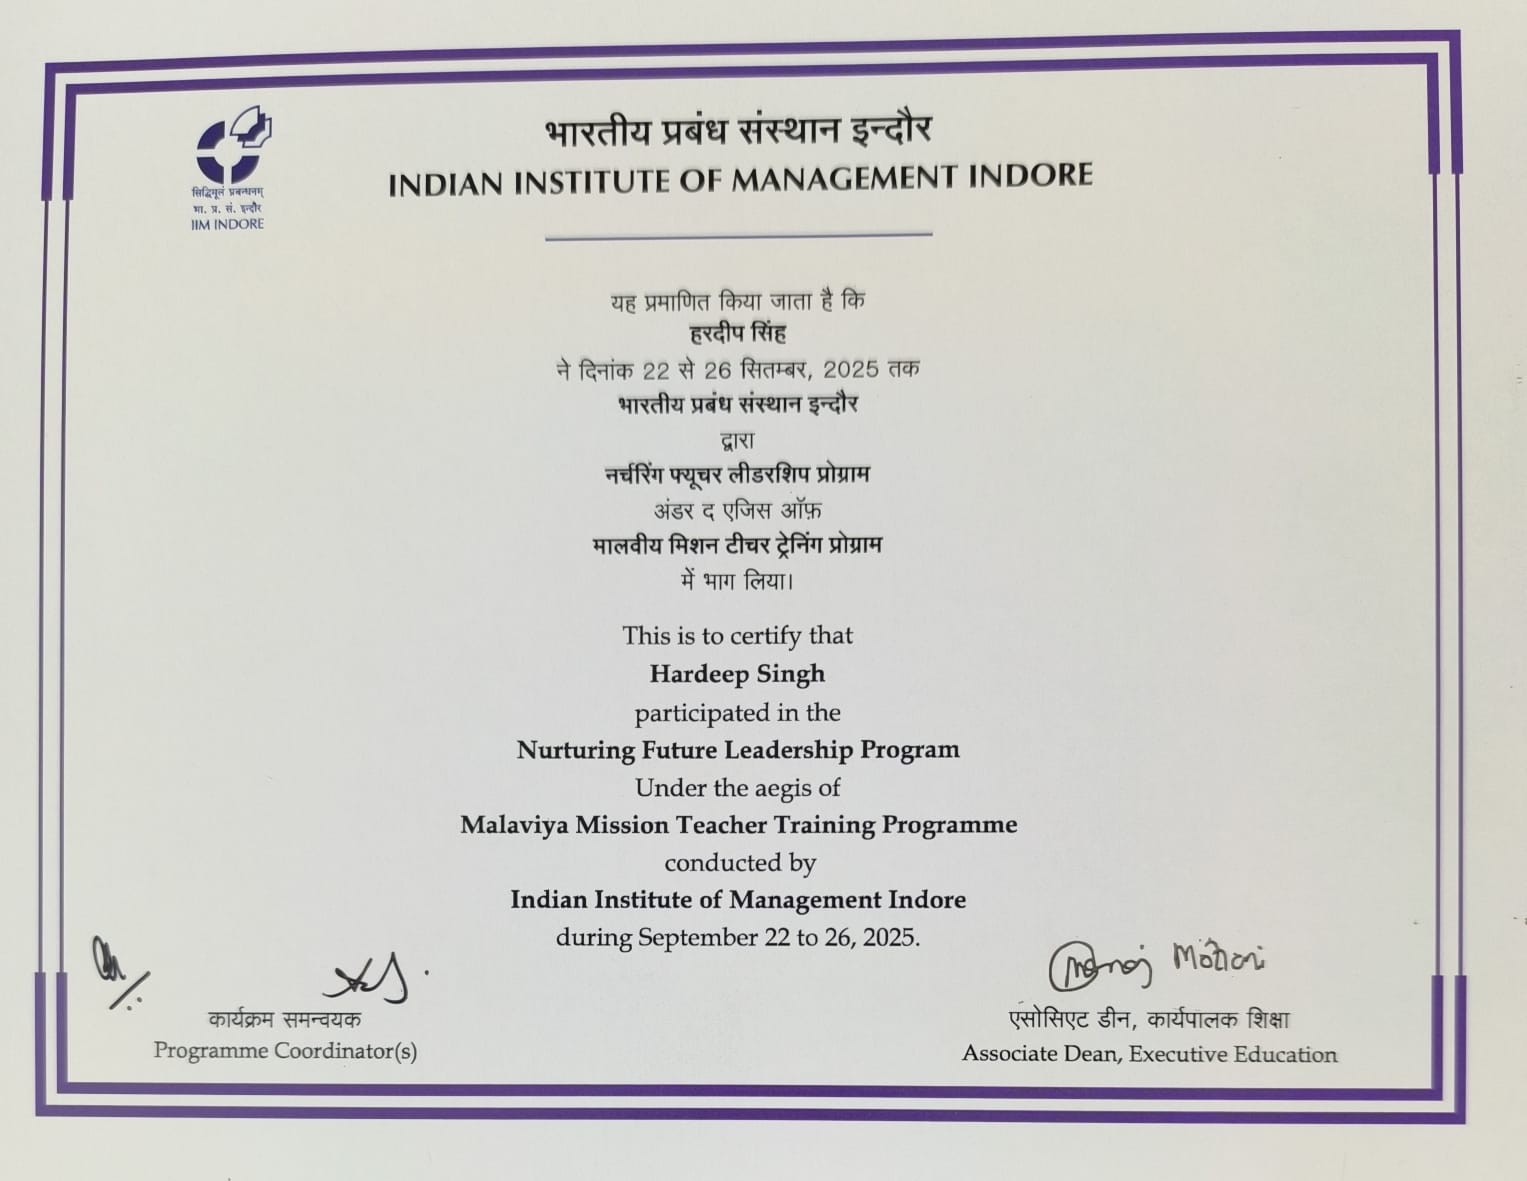 सिद्धिमूलं प्रबन्धनम्
भा. प्र. सं. इन्दौर
IIM INDORE
भारतीय प्रबंध संस्थान इन्दौर
INDIAN INSTITUTE OF MANAGEMENT INDORE
यह प्रमाणित किया जाता है कि
हरदीप सिंह
ने दिनांक 22 से 26 सितम्बर, 2025 तक
भारतीय प्रबंध संस्थान इन्दौर
द्वारा
नर्चरिंग फ्यूचर लीडरशिप प्रोग्राम
अंडर द एजिस ऑफ़
मालवीय मिशन टीचर ट्रेनिंग प्रोग्राम
में भाग लिया।
This is to certify that
Hardeep Singh
participated in the
Nurturing Future Leadership Program
Under the aegis of
Malaviya Mission Teacher Training Programme
conducted by
Indian Institute of Management Indore
during September 22 to 26, 2025.
कार्यक्रम समन्वयक
Programme Coordinator(s)
एसोसिएट डीन, कार्यपालक शिक्षा
Associate Dean, Executive Education